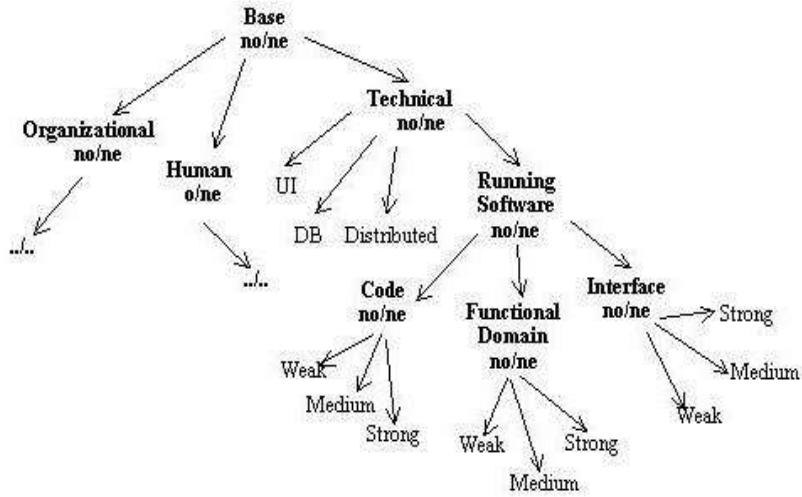 Base
no/ne
Technical
no/ne
Organizational
no/ne
Human
o/ne
UI
Running
Software
no/ne
DB
Distributed
../..
../..
Code
no/ne
Functional
Domain
no/ne
Interface
no/ne
Strong
Medium
Weak
Weak
Medium
Strong
Weak
Medium
Strong